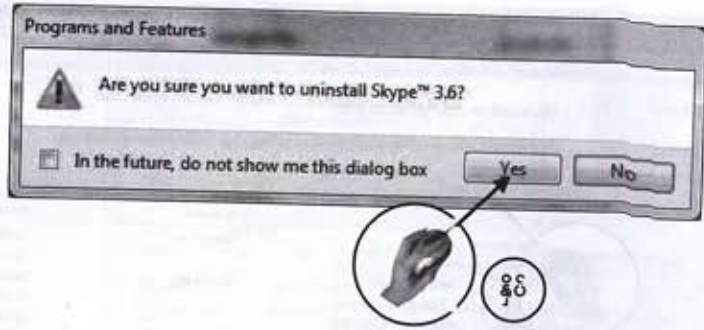 Programs and Features
Are you sure you want to uninstall Skype™ 3.6?
In the future, do not show me this dialog box
Yes
No
နှိပ်